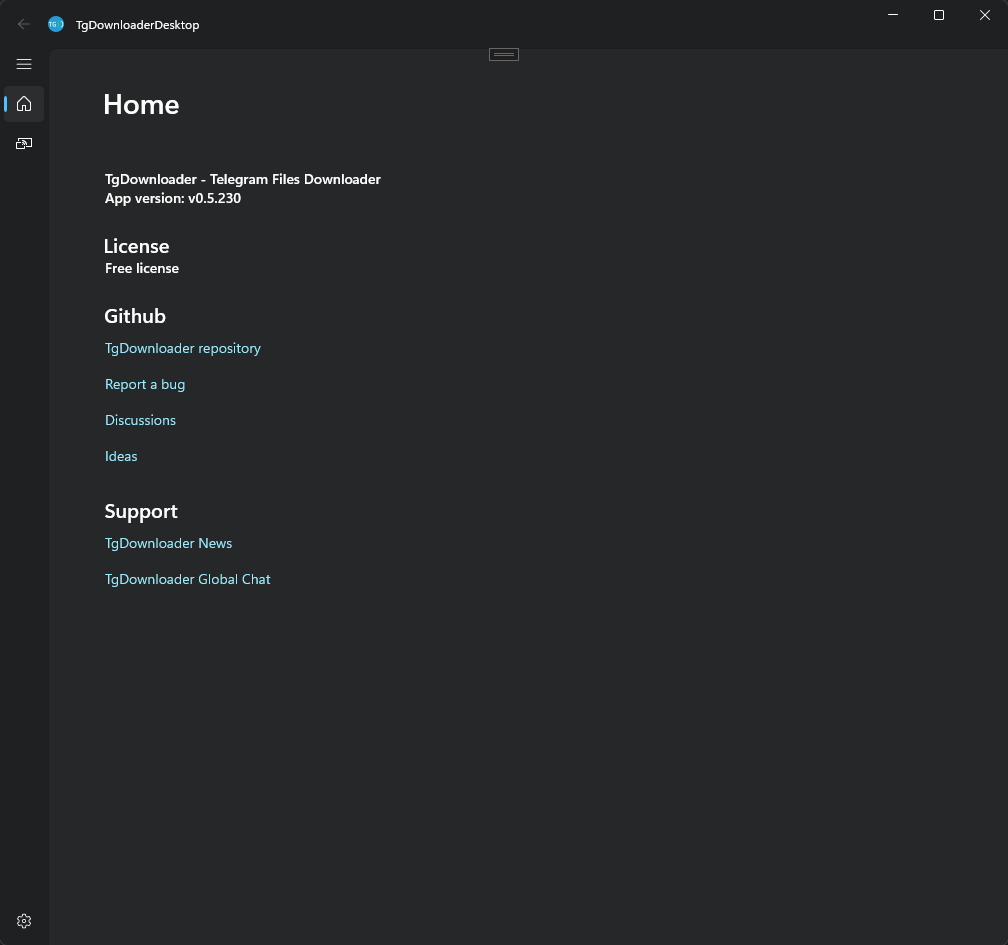 TG
TgDownloaderDesktop
Home
TgDownloader - Telegram Files Downloader
App version: v0.5.230
License
Free license
Github
TgDownloader repository
Report a bug
Discussions
Ideas
Support
TgDownloader News
TgDownloader Global Chat